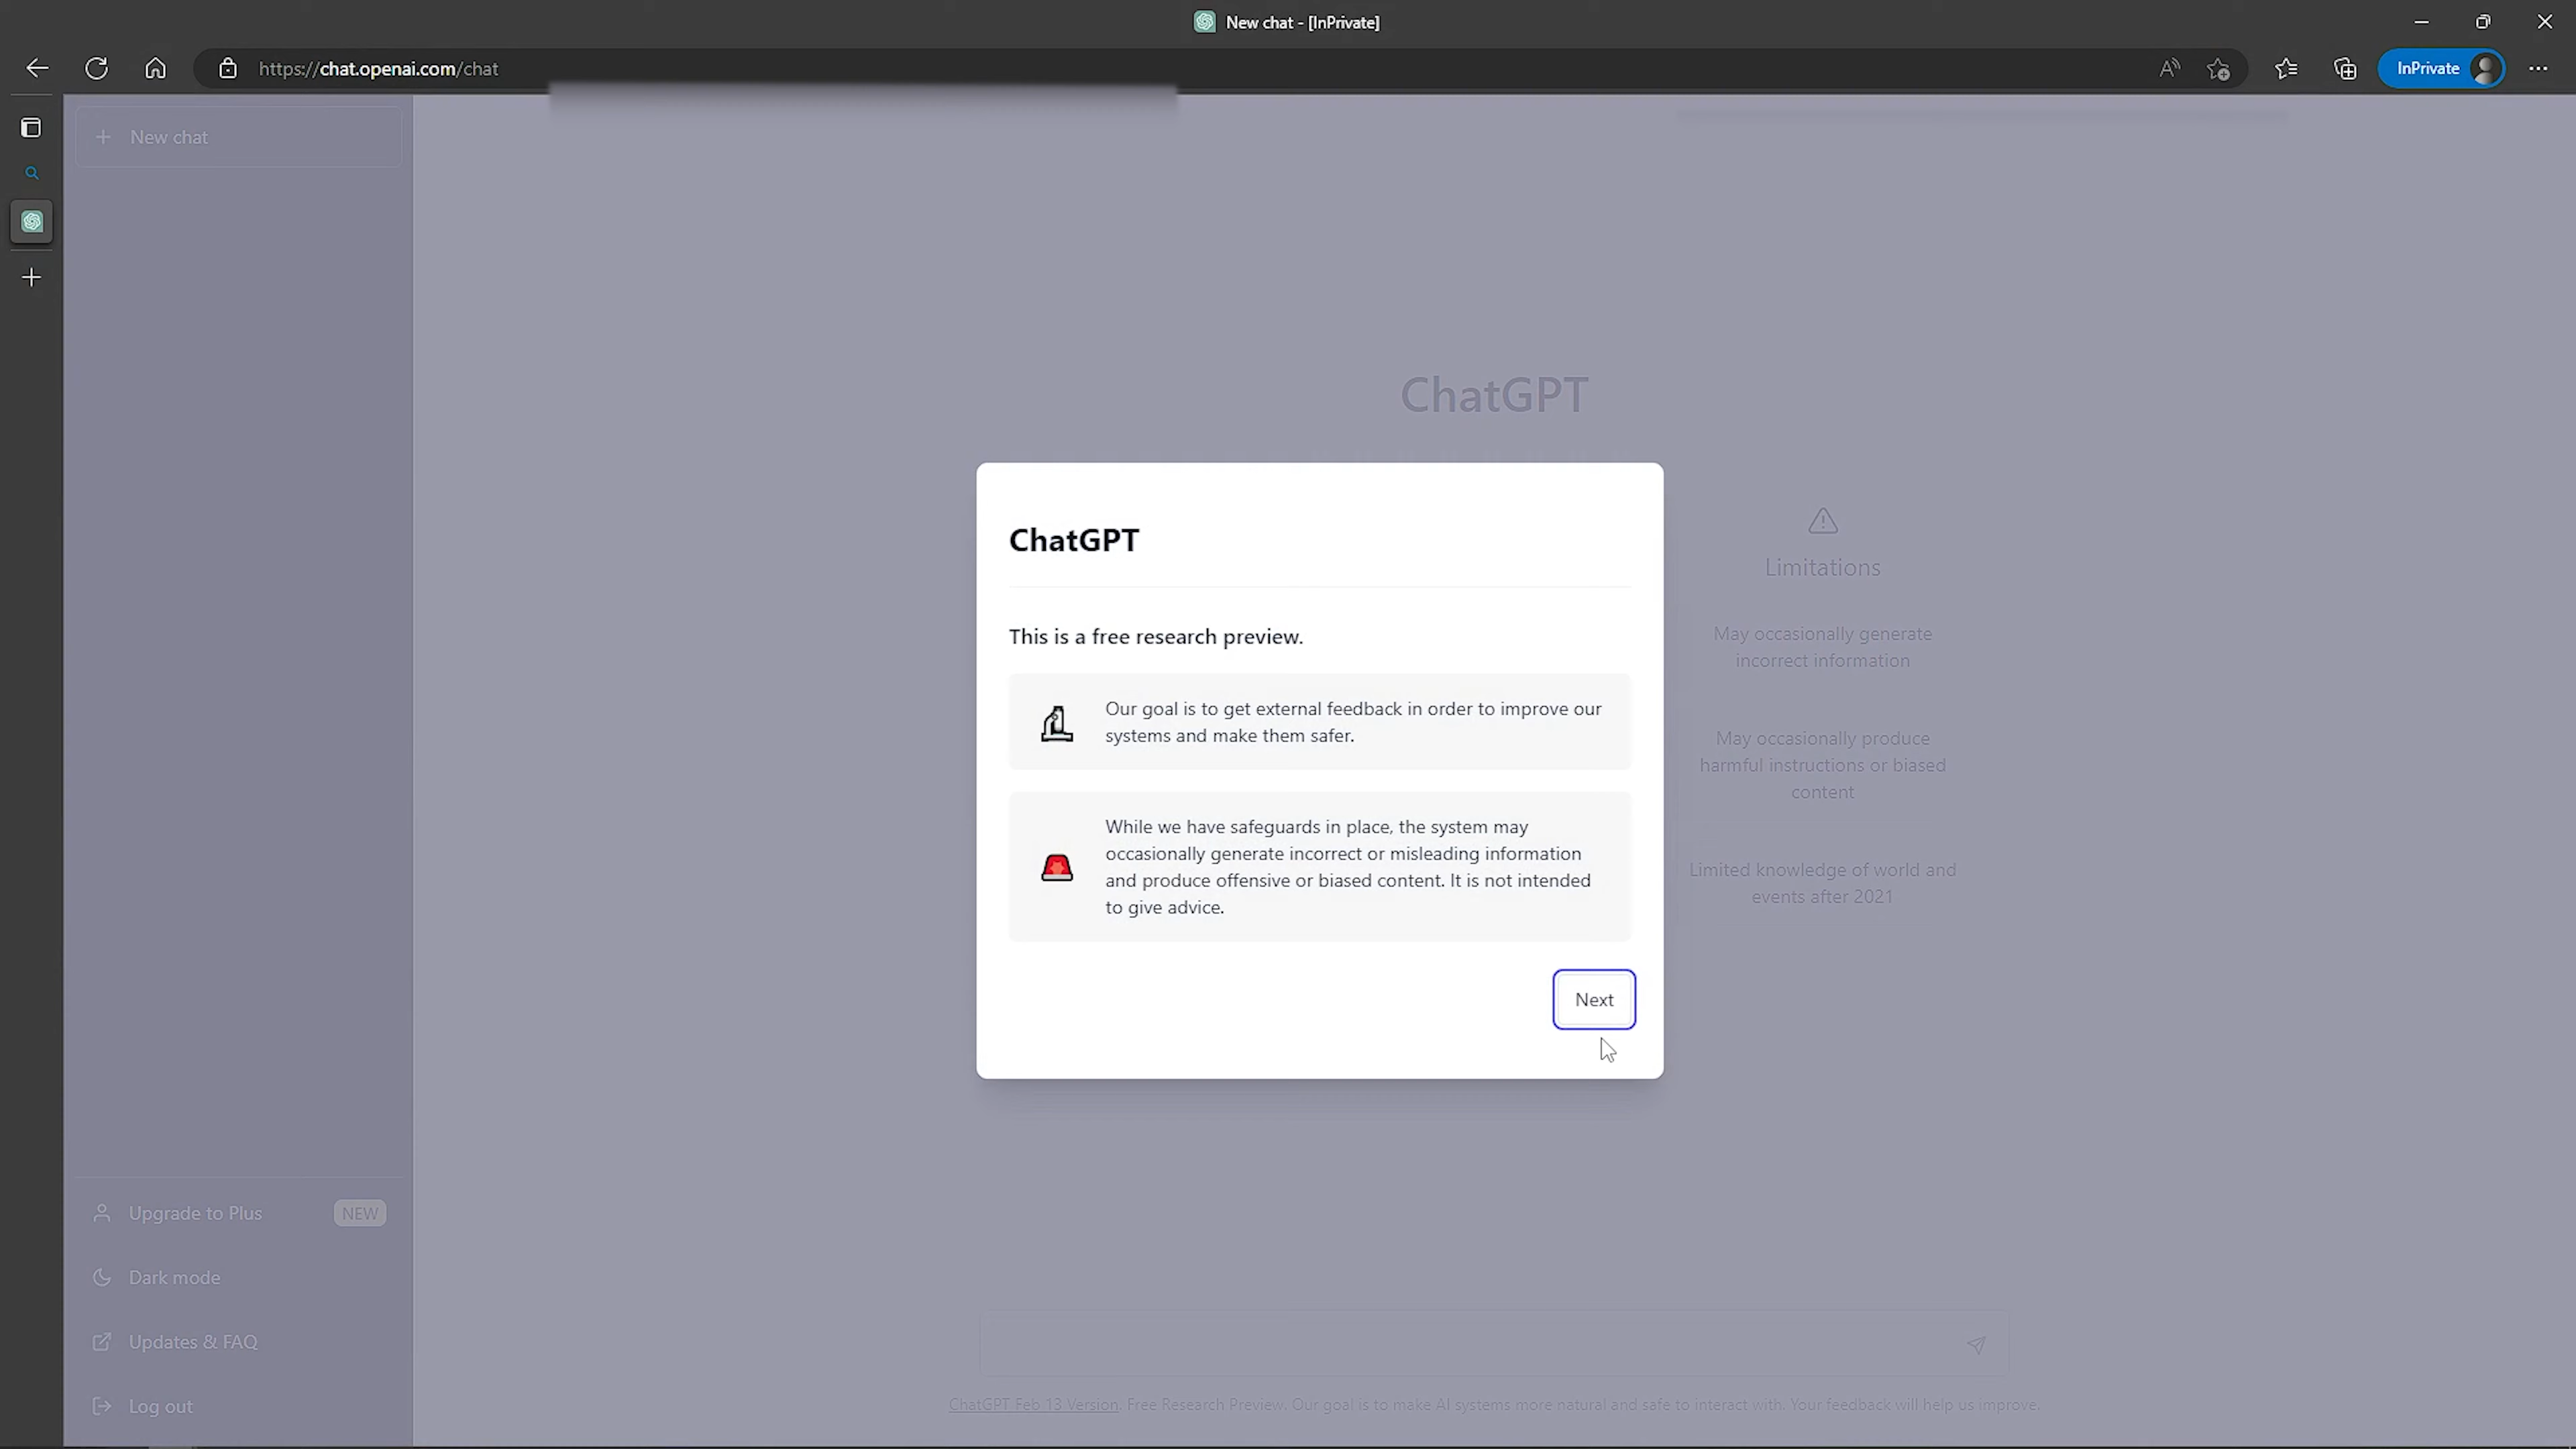 New chat - [InPrivate]
https://chat.openai.com/chat
InPrivate
New chat
ChatGPT
ChatGPT
This is a free research preview.
Our goal is to get external feedback in order to improve our
systems and make them safer.
While we have safeguards in place, the system may
occasionally generate incorrect or misleading information
and produce offensive or biased content. It is not intended
to give advice.
Next
Limitations
May occasionally generate
incorrect information
May occasionally produce
harmful instructions or biased
content
Limited knowledge of world and
events after 2021
Upgrade to Plus NEW
Dark mode
Updates & FAQ
Log out
ChatGPT Feb 13 Version. Free Research Preview. Our goal is to make AI systems more natural and safe to interact with. Your feedback will help us improve.